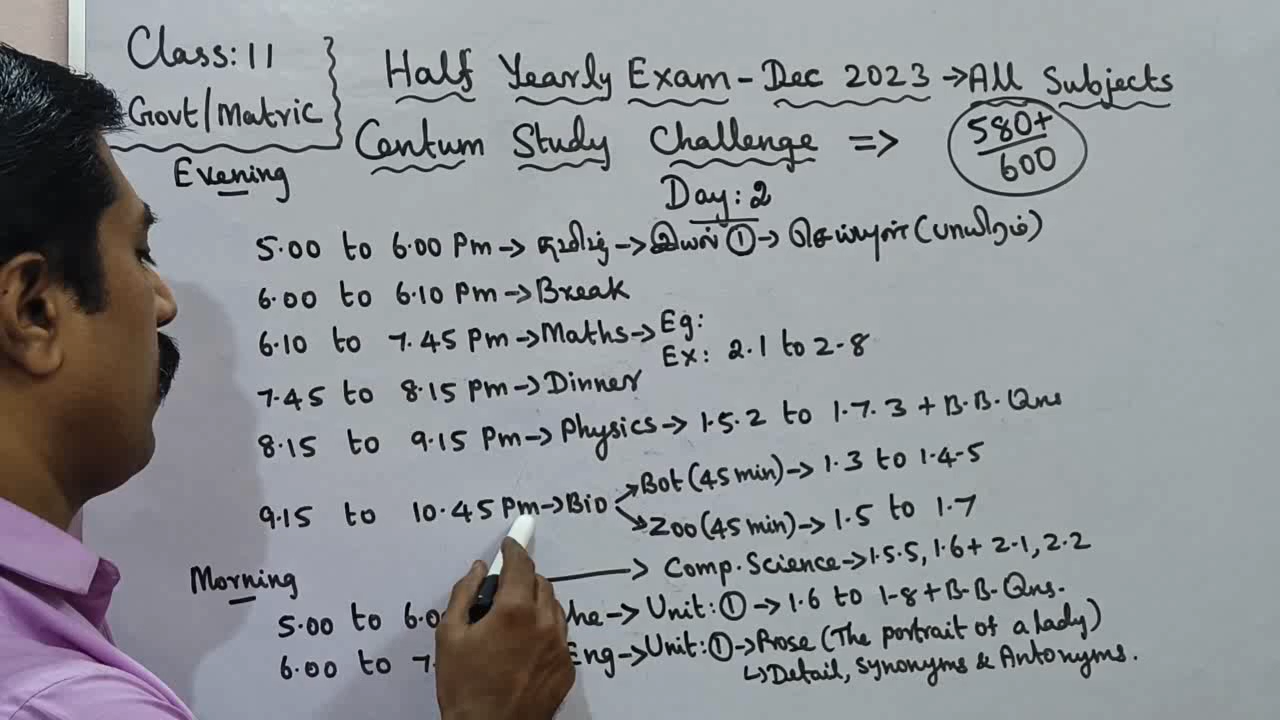 Class: 11
Govt/Matric
Half Yearly Exam - Dec 2023 → All Subjects
Centum Study Challenge => 580+/600
Day: 2
Evening
5.00 to 6.00 Pm → தமிழ் → இயல் ① → செய்யுள் (பாயிரம்)
6.00 to 6.10 Pm → Break
6.10 to 7.45 Pm → Maths → Eg:
Ex: 2.1 to 2.8
7.45 to 8.15 Pm → Dinner
8.15 to 9.15 Pm → Physics → 1.5.2 to 1.7.3 + B.B. Qns
9.15 to 10.45 Pm → Bio
Bot (45 min) → 1.3 to 1.4.5
Zoo (45 min) → 1.5 to 1.7
→ Comp. Science → 1.5.5, 1.6 + 2.1, 2.2
Morning
5.00 to 6.0 he → Unit: ① → 1.6 to 1.8 + B.B. Qns.
6.00 to 7. Eng → Unit: ① → Prose (The portrait of a lady)
↳ Detail, Synonyms & Antonyms.